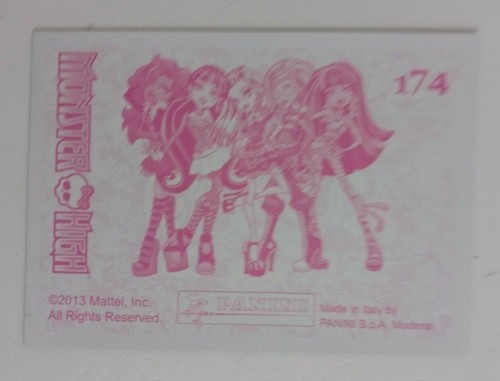 MONSTER HIGH
174
©2013 Mattel, Inc.
All Rights Reserved.
PANINI
Made in Italy by
PANINI S.p.A. Modena